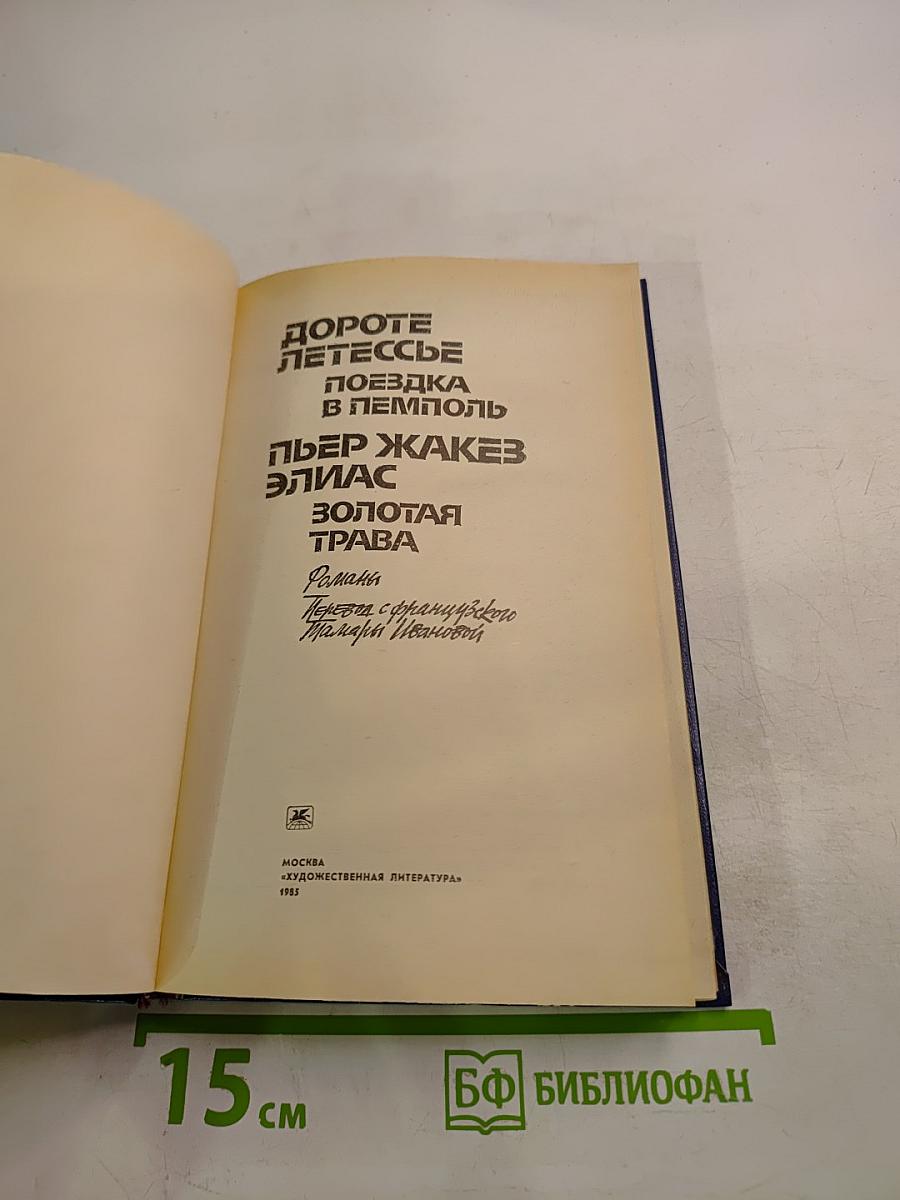 ДОРОТЕ
ЛЕТЕССЬЕ
ПОЕЗДКА
В ПЕМПОЛЬ
ПЬЕР ЖАКЕЗ
ЭЛИАС
ЗОЛОТАЯ
ТРАВА
Романы
Перевод с французского
Тамары Ивановой
МОСКВА
«ХУДОЖЕСТВЕННАЯ ЛИТЕРАТУРА»
1985
15 см
БФ БИБЛИОФАН